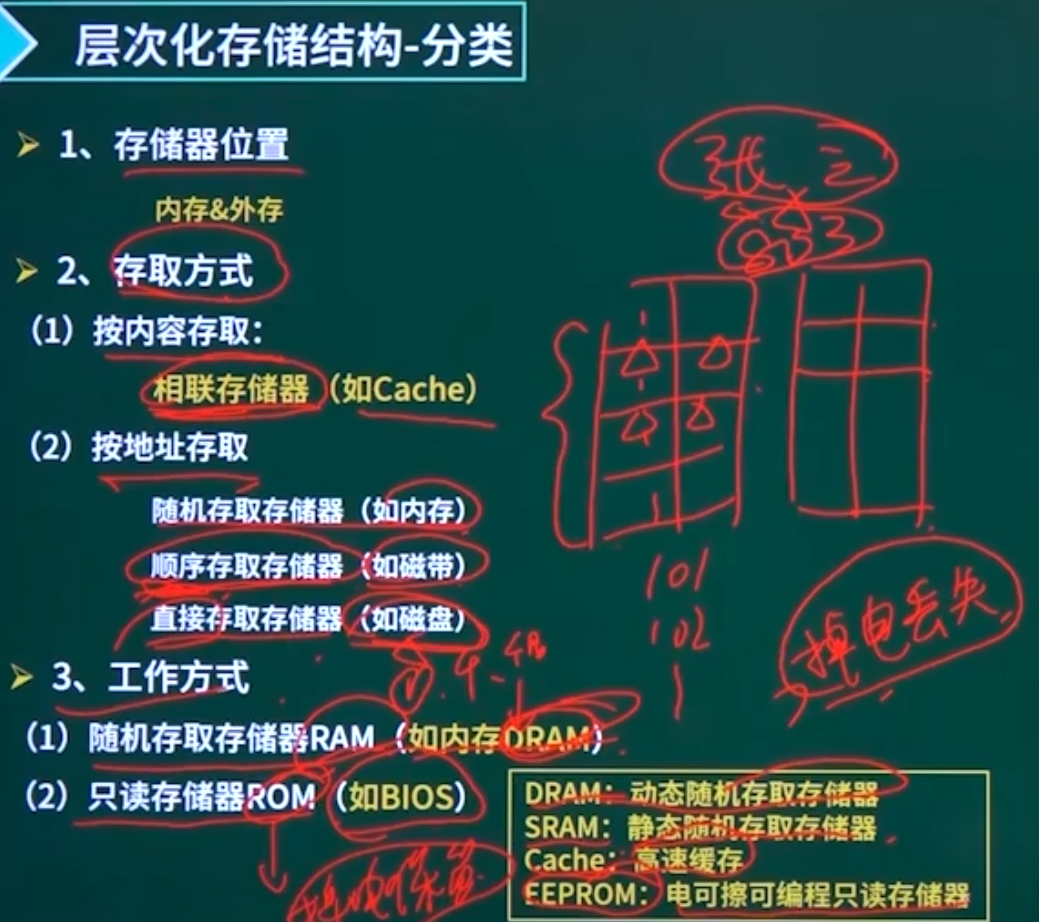 层次化存储结构-分类
➢ 1、存储器位置
内存&外存
➢ 2、存取方式
（1）按内容存取：
相联存储器（如Cache）
（2）按地址存取
随机存取存储器（如内存）
顺序存取存储器（如磁带）
直接存取存储器（如磁盘）
➢ 3、工作方式
（1）随机存取存储器RAM（如内存DRAM）
（2）只读存储器ROM（如BIOS）
DRAM：动态随机存取存储器
SRAM：静态随机存取存储器
Cache：高速缓存
EEPROM：电可擦可编程只读存储器
张三
833
101
102
掉电丢失
掉电保留